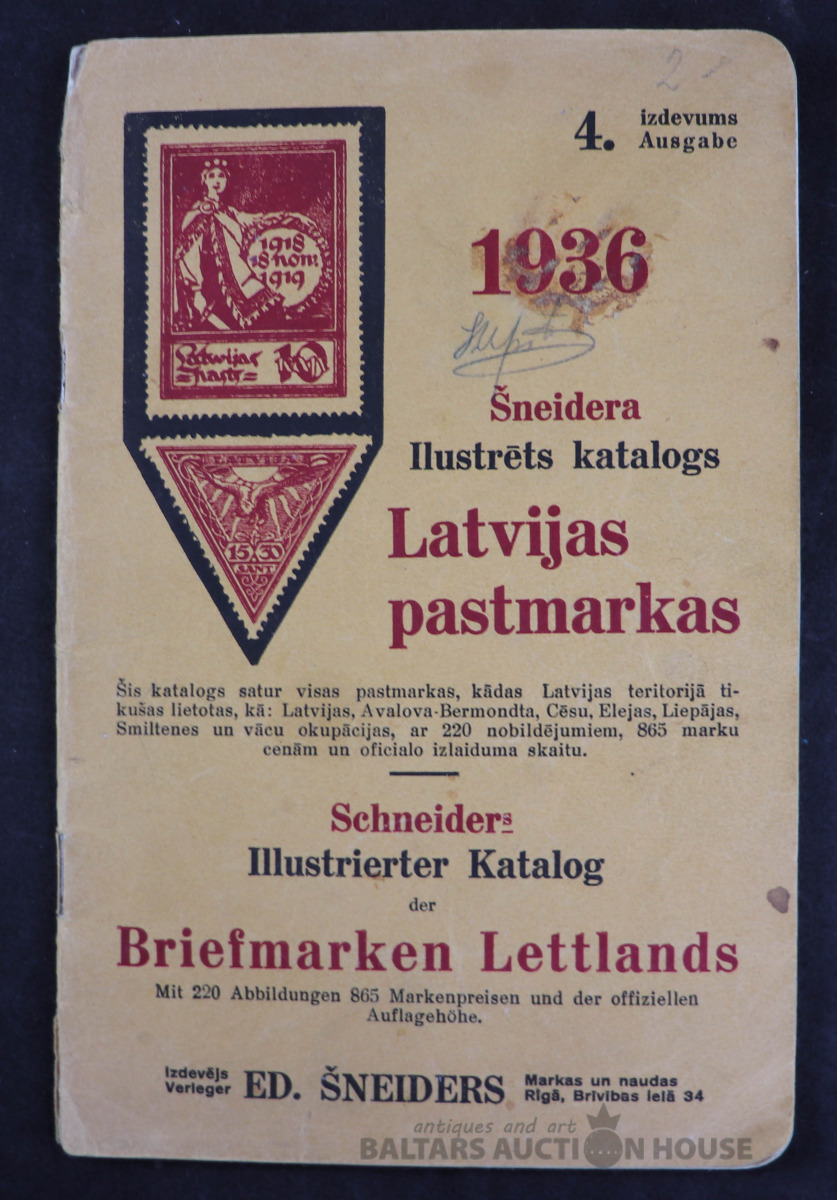 4. izdevums
Ausgabe
1918
18 nov.
1919
Latwijas
pasts 10
LATVIJA
15.30
SANT
1936
Šneidera
Ilustrēts katalogs
Latvijas
pastmarkas
Šis katalogs satur visas pastmarkas, kādas Latvijas teritorijā ti-
kušas lietotas, kā: Latvijas, Avalova-Bermondta, Cēsu, Elejas, Liepājas,
Smiltenes un vācu okupācijas, ar 220 nobildējumiem, 865 marku
cenām un oficialo izlaiduma skaitu.
Schneiders
Illustrierter Katalog
der
Briefmarken Lettlands
Mit 220 Abbildungen 865 Markenpreisen und der offiziellen
Auflagehöhe.
Izdevējs
Verleger
ED. ŠNEIDERS
Markas un naudas
Rīgā, Brīvības ielā 34
antiques and art
BALTARS AUCTION HOUSE